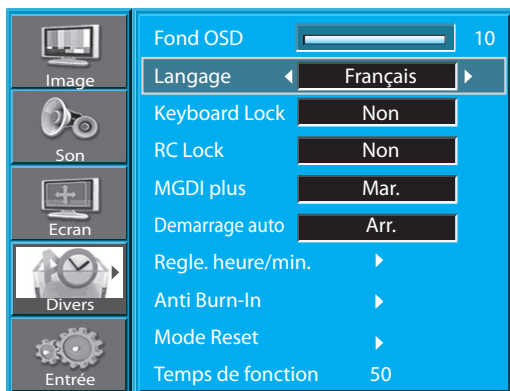 Image
Son
Ecran
Divers
Entrée
Fond OSD 10
Langage Français
Keyboard Lock Non
RC Lock Non
MGDI plus Mar.
Demarrage auto Arr.
Regle. heure/min.
Anti Burn-In
Mode Reset
Temps de fonction 50